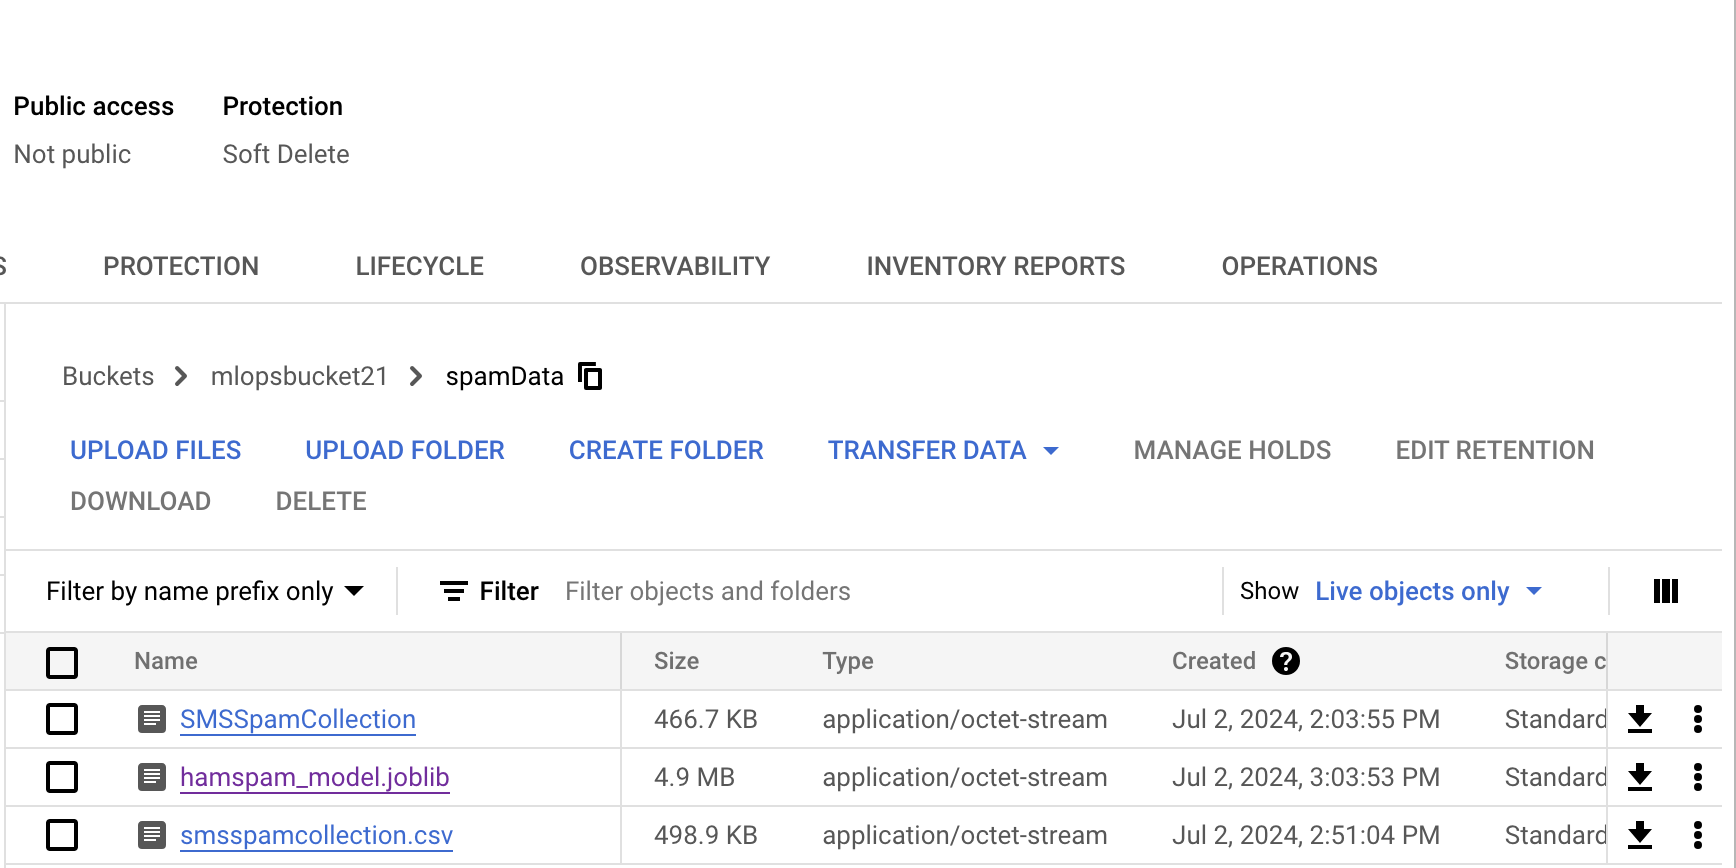 Public access Protection
Not public Soft Delete
S PROTECTION LIFECYCLE OBSERVABILITY INVENTORY REPORTS OPERATIONS
Buckets mlopsbucket21 spamData
UPLOAD FILES UPLOAD FOLDER CREATE FOLDER TRANSFER DATA MANAGE HOLDS EDIT RETENTION
DOWNLOAD DELETE
Filter by name prefix only Filter Filter objects and folders Show Live objects only
Name Size Type Created ? Storage c
SMSSpamCollection 466.7 KB application/octet-stream Jul 2, 2024, 2:03:55 PM Standard
hamspam_model.joblib 4.9 MB application/octet-stream Jul 2, 2024, 3:03:53 PM Standard
smsspamcollection.csv 498.9 KB application/octet-stream Jul 2, 2024, 2:51:04 PM Standard